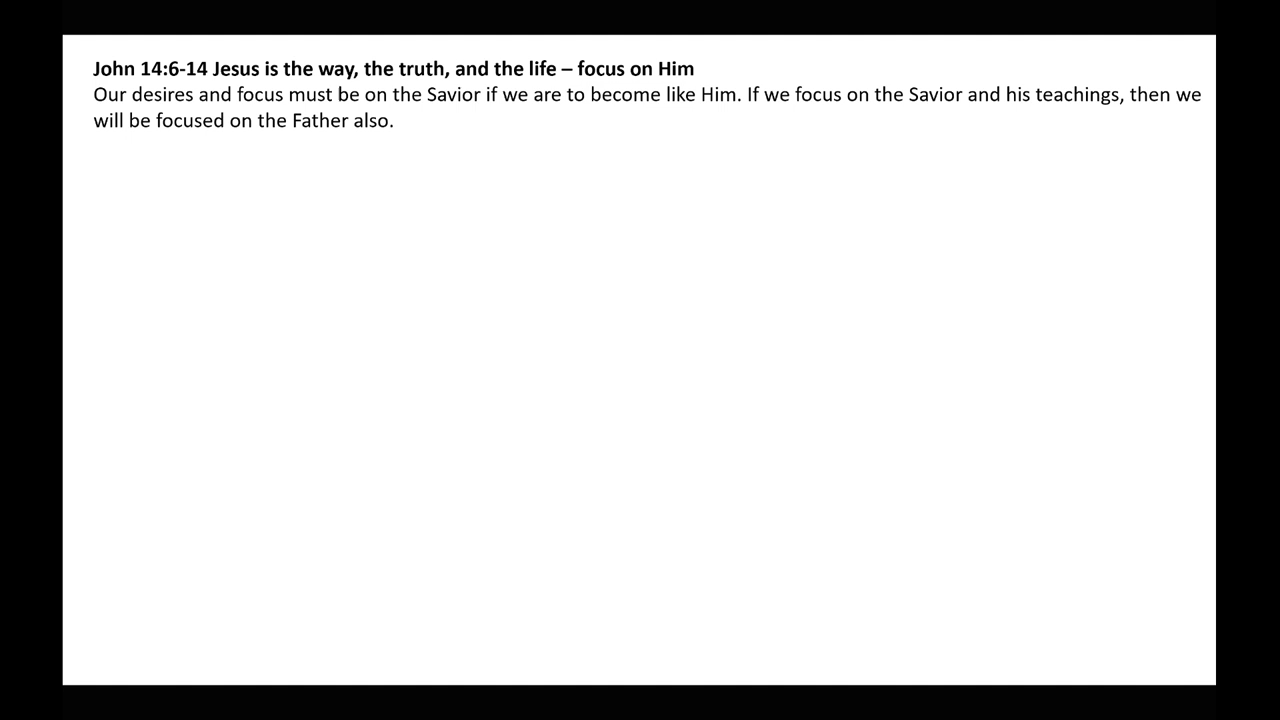 John 14:6-14 Jesus is the way, the truth, and the life – focus on Him
Our desires and focus must be on the Savior if we are to become like Him. If we focus on the Savior and his teachings, then we
will be focused on the Father also.